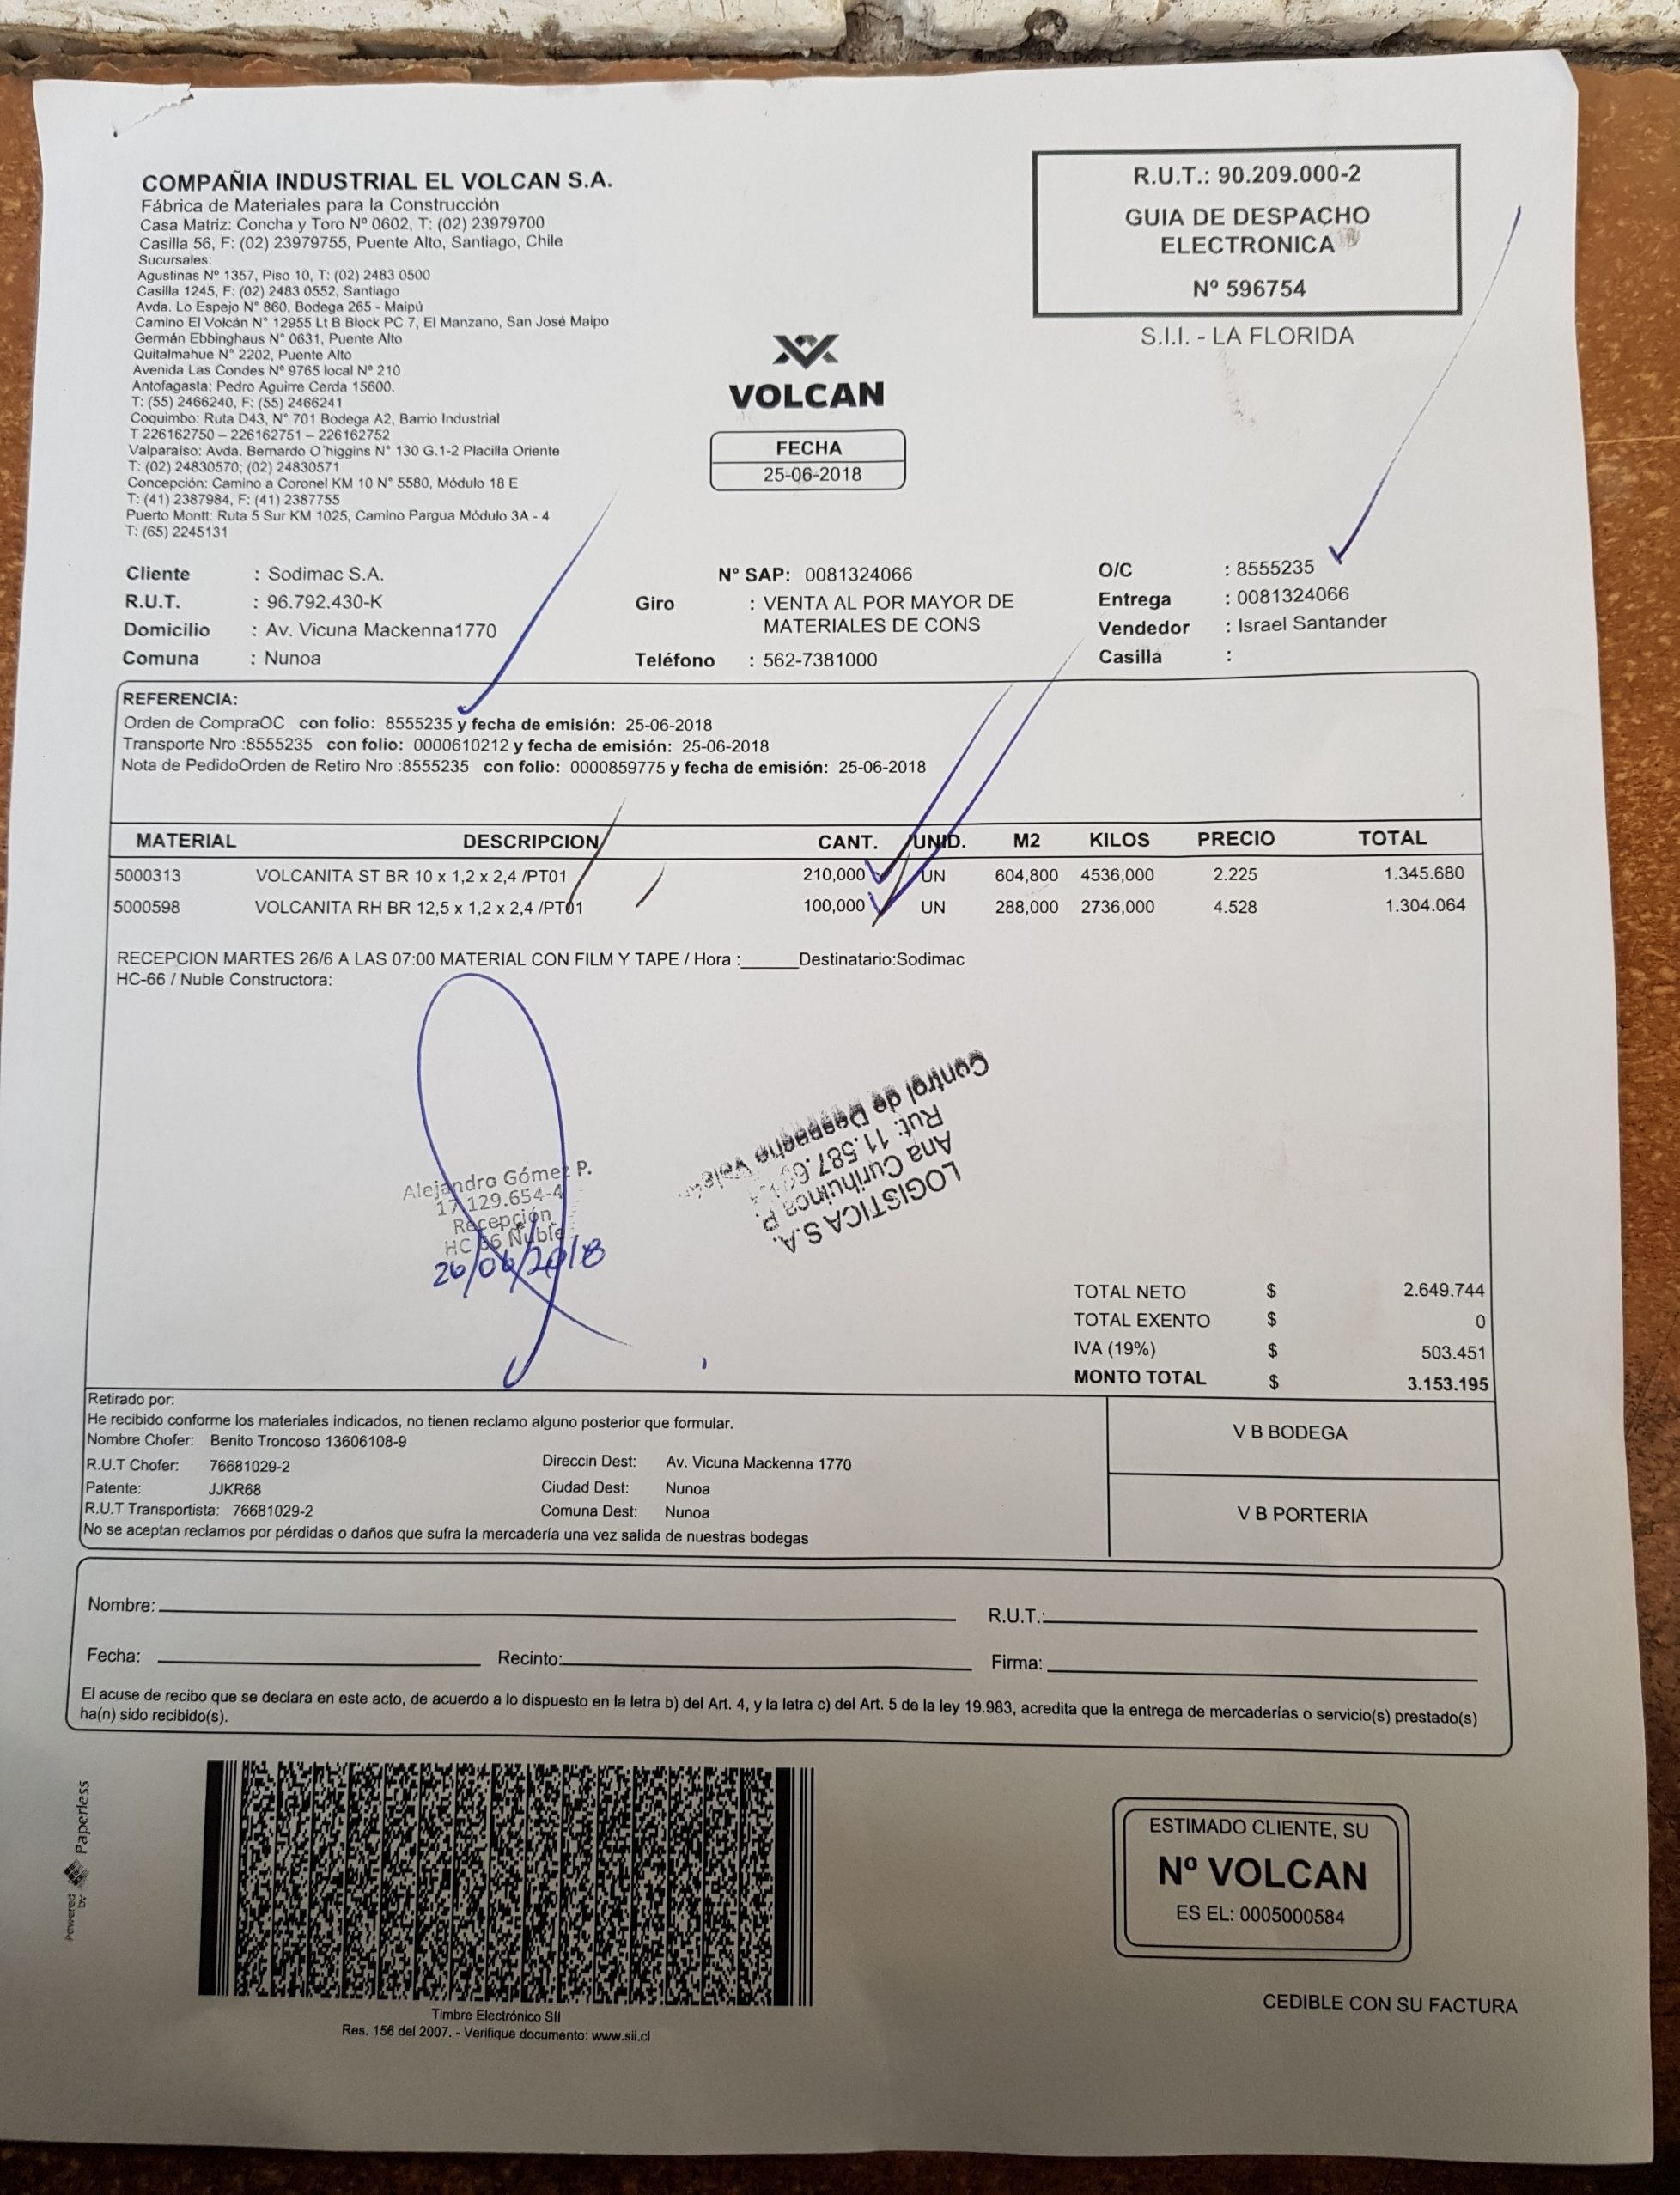 COMPAÑIA INDUSTRIAL EL VOLCAN S.A.
Fábrica de Materiales para la Construcción
Casa Matriz: Concha y Toro Nº 0602, T: (02) 23979700
Casilla 56, F: (02) 23979755, Puente Alto, Santiago, Chile
Sucursales:
Agustinas Nº 1357, Piso 10, T: (02) 2483 0500
Casilla 1245, F: (02) 2483 0552, Santiago
Avda. Lo Espejo N° 860, Bodega 265 - Maipú
Camino El Volcán N° 12955 Lt B Block PC 7, El Manzano, San José Maipo
Germán Ebbinghaus N° 0631, Puente Alto
Quitalmahue N° 2202, Puente Alto
Avenida Las Condes Nº 9765 local Nº 210
Antofagasta: Pedro Aguirre Cerda 15600.
T: (55) 2466240, F: (55) 2466241
Coquimbo: Ruta D43, N° 701 Bodega A2, Barrio Industrial
T 226162750 – 226162751 – 226162752
Valparaíso: Avda. Bernardo O'higgins N° 130 G.1-2 Placilla Oriente
T: (02) 24830570; (02) 24830571
Concepción: Camino a Coronel KM 10 N° 5580, Módulo 18 E
T: (41) 2387984, F: (41) 2387755
Puerto Montt: Ruta 5 Sur KM 1025, Camino Pargua Módulo 3A - 4
T: (65) 2245131
VOLCAN
FECHA
25-06-2018
R.U.T.: 90.209.000-2
GUIA DE DESPACHO
ELECTRONICA
Nº 596754
S.I.I. - LA FLORIDA
Cliente : Sodimac S.A. N° SAP: 0081324066 O/C : 8555235
R.U.T. : 96.792.430-K Giro : VENTA AL POR MAYOR DE Entrega : 0081324066
Domicilio : Av. Vicuna Mackenna1770 MATERIALES DE CONS Vendedor : Israel Santander
Comuna : Nunoa Teléfono : 562-7381000 Casilla :
REFERENCIA:
Orden de CompraOC con folio: 8555235 y fecha de emisión: 25-06-2018
Transporte Nro :8555235 con folio: 0000610212 y fecha de emisión: 25-06-2018
Nota de PedidoOrden de Retiro Nro :8555235 con folio: 0000859775 y fecha de emisión: 25-06-2018
MATERIAL DESCRIPCION CANT. UNID. M2 KILOS PRECIO TOTAL
5000313 VOLCANITA ST BR 10 x 1,2 x 2,4 /PT01 210,000 UN 604,800 4536,000 2.225 1.345.680
5000598 VOLCANITA RH BR 12,5 x 1,2 x 2,4 /PT01 100,000 UN 288,000 2736,000 4.528 1.304.064
RECEPCION MARTES 26/6 A LAS 07:00 MATERIAL CON FILM Y TAPE / Hora :______Destinatario:Sodimac
HC-66 / Nuble Constructora:
Alejandro Gómez P.
17.129.654-4
Recepción
HC 66 Ñuble
26/06/2018
LOGISTICA S.A.
Ana Curihuinca P.
Rut: 11.587.
Control de Despacho
TOTAL NETO $ 2.649.744
TOTAL EXENTO $ 0
IVA (19%) $ 503.451
MONTO TOTAL $ 3.153.195
Retirado por:
He recibido conforme los materiales indicados, no tienen reclamo alguno posterior que formular.
Nombre Chofer: Benito Troncoso 13606108-9
R.U.T Chofer: 76681029-2 Direccin Dest: Av. Vicuna Mackenna 1770
Patente: JJKR68 Ciudad Dest: Nunoa
R.U.T Transportista: 76681029-2 Comuna Dest: Nunoa
No se aceptan reclamos por pérdidas o daños que sufra la mercadería una vez salida de nuestras bodegas
V B BODEGA
V B PORTERIA
Nombre: R.U.T.:
Fecha: Recinto: Firma:
El acuse de recibo que se declara en este acto, de acuerdo a lo dispuesto en la letra b) del Art. 4, y la letra c) del Art. 5 de la ley 19.983, acredita que la entrega de mercaderías o servicio(s) prestado(s)
ha(n) sido recibido(s).
Powered by Paperless
Timbre Electrónico SII
Res. 156 del 2007. - Verifique documento: www.sii.cl
ESTIMADO CLIENTE, SU
Nº VOLCAN
ES EL: 0005000584
CEDIBLE CON SU FACTURA